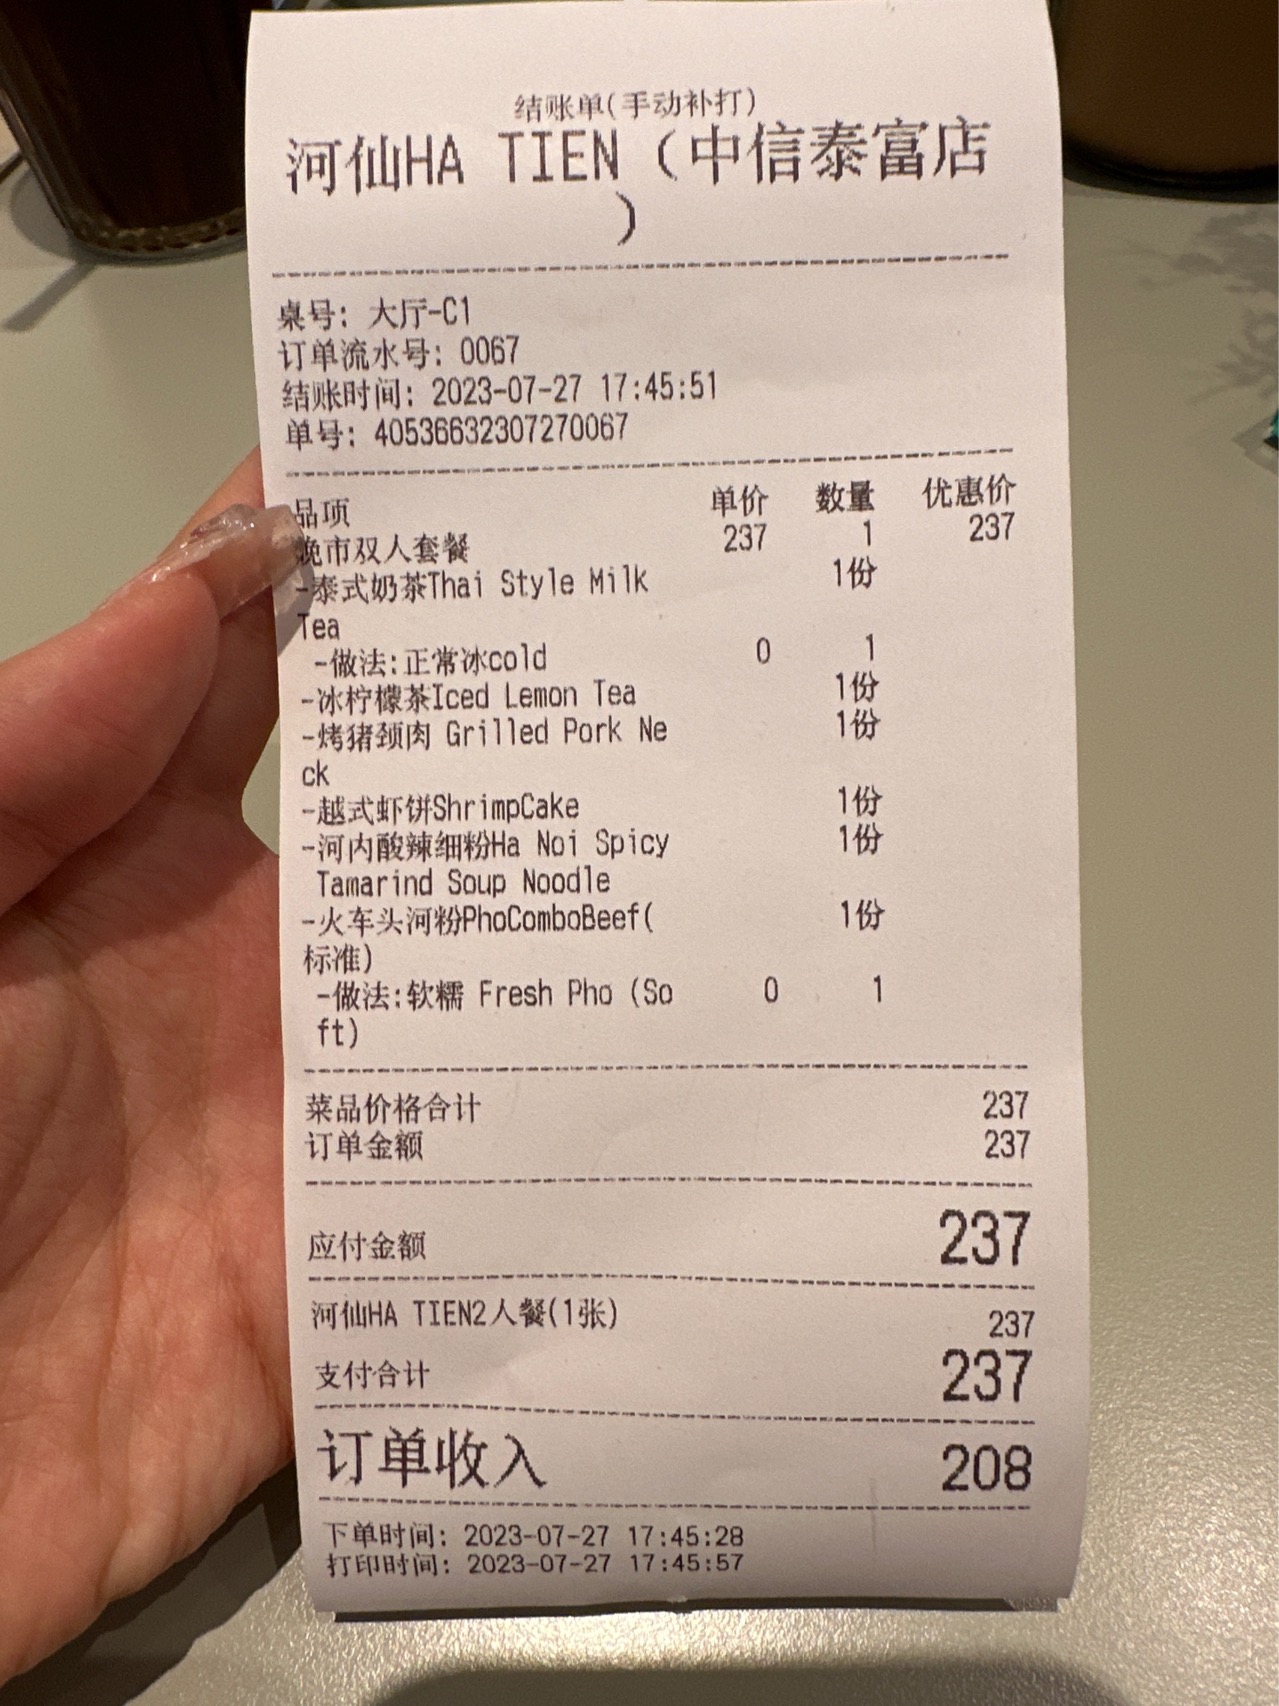 结账单(手动补打)
河仙HA TIEN (中信泰富店
)
桌号: 大厅-C1
订单流水号: 0067
结账时间: 2023-07-27 17:45:51
单号: 40536632307270067
品项 单价 数量 优惠价
晚市双人套餐 237 1 237
-泰式奶茶Thai Style Milk 1份
Tea
-做法:正常冰cold 0 1
-冰柠檬茶Iced Lemon Tea 1份
-烤猪颈肉 Grilled Pork Ne 1份
ck
-越式虾饼ShrimpCake 1份
-河内酸辣细粉Ha Noi Spicy 1份
Tamarind Soup Noodle
-火车头河粉PhoComboBeef( 1份
标准)
-做法:软糯 Fresh Pho (So 0 1
ft)
菜品价格合计 237
订单金额 237
应付金额 237
河仙HA TIEN2人餐(1张) 237
支付合计 237
订单收入 208
下单时间: 2023-07-27 17:45:28
打印时间: 2023-07-27 17:45:57